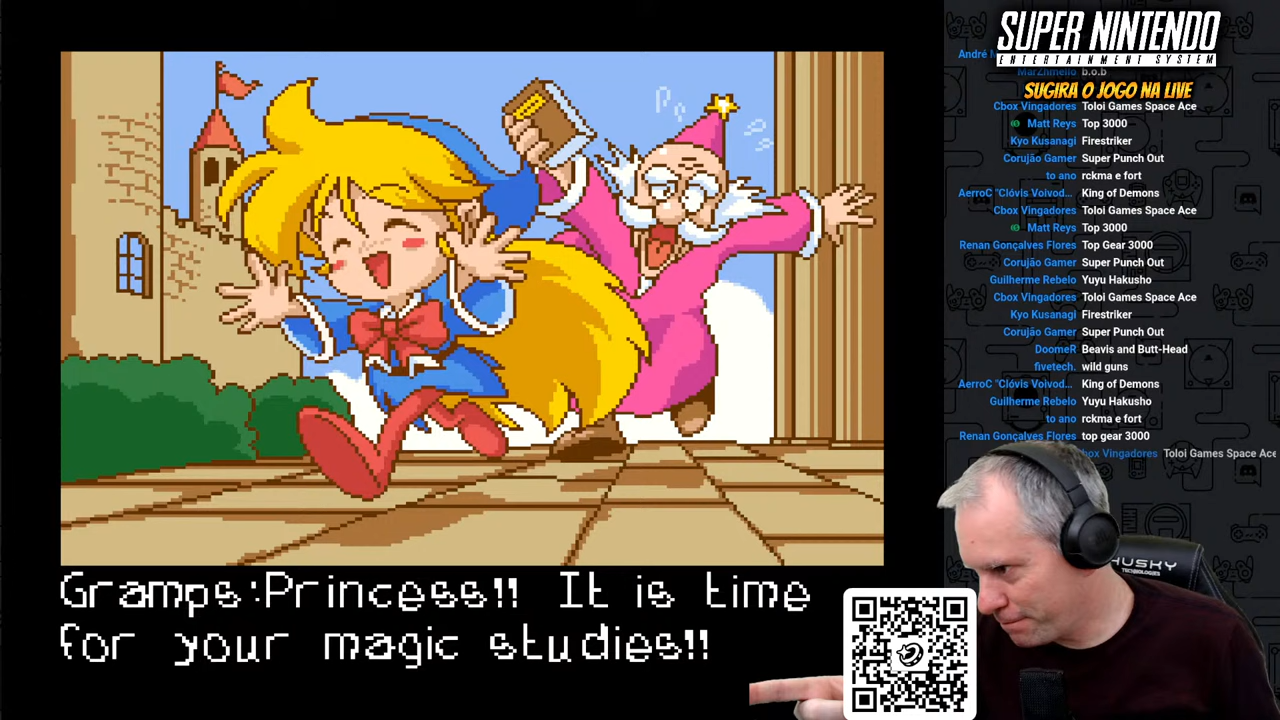 Gramps:Princess!! It is time
for your magic studies!!
SUPER NINTENDO
ENTERTAINMENT SYSTEM
SUGIRA O JOGO NA LIVE
b.o.b
Cbox Vingadores Toloi Games Space Ace
Matt Reys Top 3000
Kyo Kusanagi Firestriker
Corujão Gamer Super Punch Out
to ano rckma e fort
AerroC "Clóvis Voivod... King of Demons
Cbox Vingadores Toloi Games Space Ace
Matt Reys Top 3000
Renan Gonçalves Flores Top Gear 3000
Corujão Gamer Super Punch Out
Guilherme Rebelo Yuyu Hakusho
Cbox Vingadores Toloi Games Space Ace
Kyo Kusanagi Firestriker
Corujão Gamer Super Punch Out
DoomeR Beavis and Butt-Head
fivetech. wild guns
AerroC "Clóvis Voivod... King of Demons
Guilherme Rebelo Yuyu Hakusho
to ano rckma e fort
Renan Gonçalves Flores top gear 3000
Vingadores Toloi Games Space Ace
HUSKY
TECHNOLOGIES